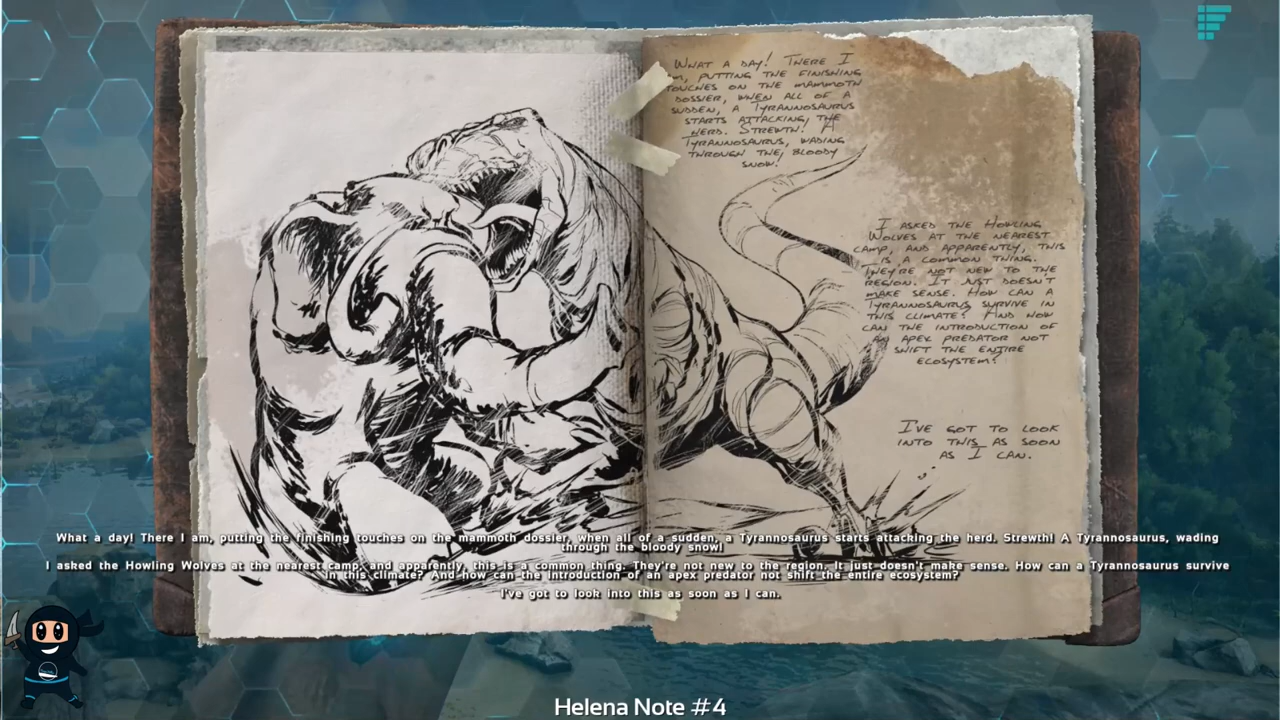 What a day! There I
am, putting the finishing
touches on the mammoth
dossier, when all of a
sudden, a Tyrannosaurus
starts attacking, the
herd. Strewth! A
Tyrannosaurus, wading
through the, bloody
snow!
I asked the Howling
Wolves at the nearest
camp, and apparently, this
is a common thing.
They're not new to the
region. It just doesn't
make sense. How can a
Tyrannosaurus survive in
this climate? And how
can the introduction of
an apex predator not
shift the entire
ecosystem?
I've got to look
into this as soon
as I can.
What a day! There I am, putting the finishing touches on the mammoth dossier, when all of a sudden, a Tyrannosaurus starts attacking the herd. Strewth! A Tyrannosaurus, wading
through the bloody snow!
I asked the Howling Wolves at the nearest camp, and apparently, this is a common thing. They're not new to the region. It just doesn't make sense. How can a Tyrannosaurus survive
in this climate? And how can the introduction of an apex predator not shift the entire ecosystem?
I've got to look into this as soon as I can.
Helena Note #4